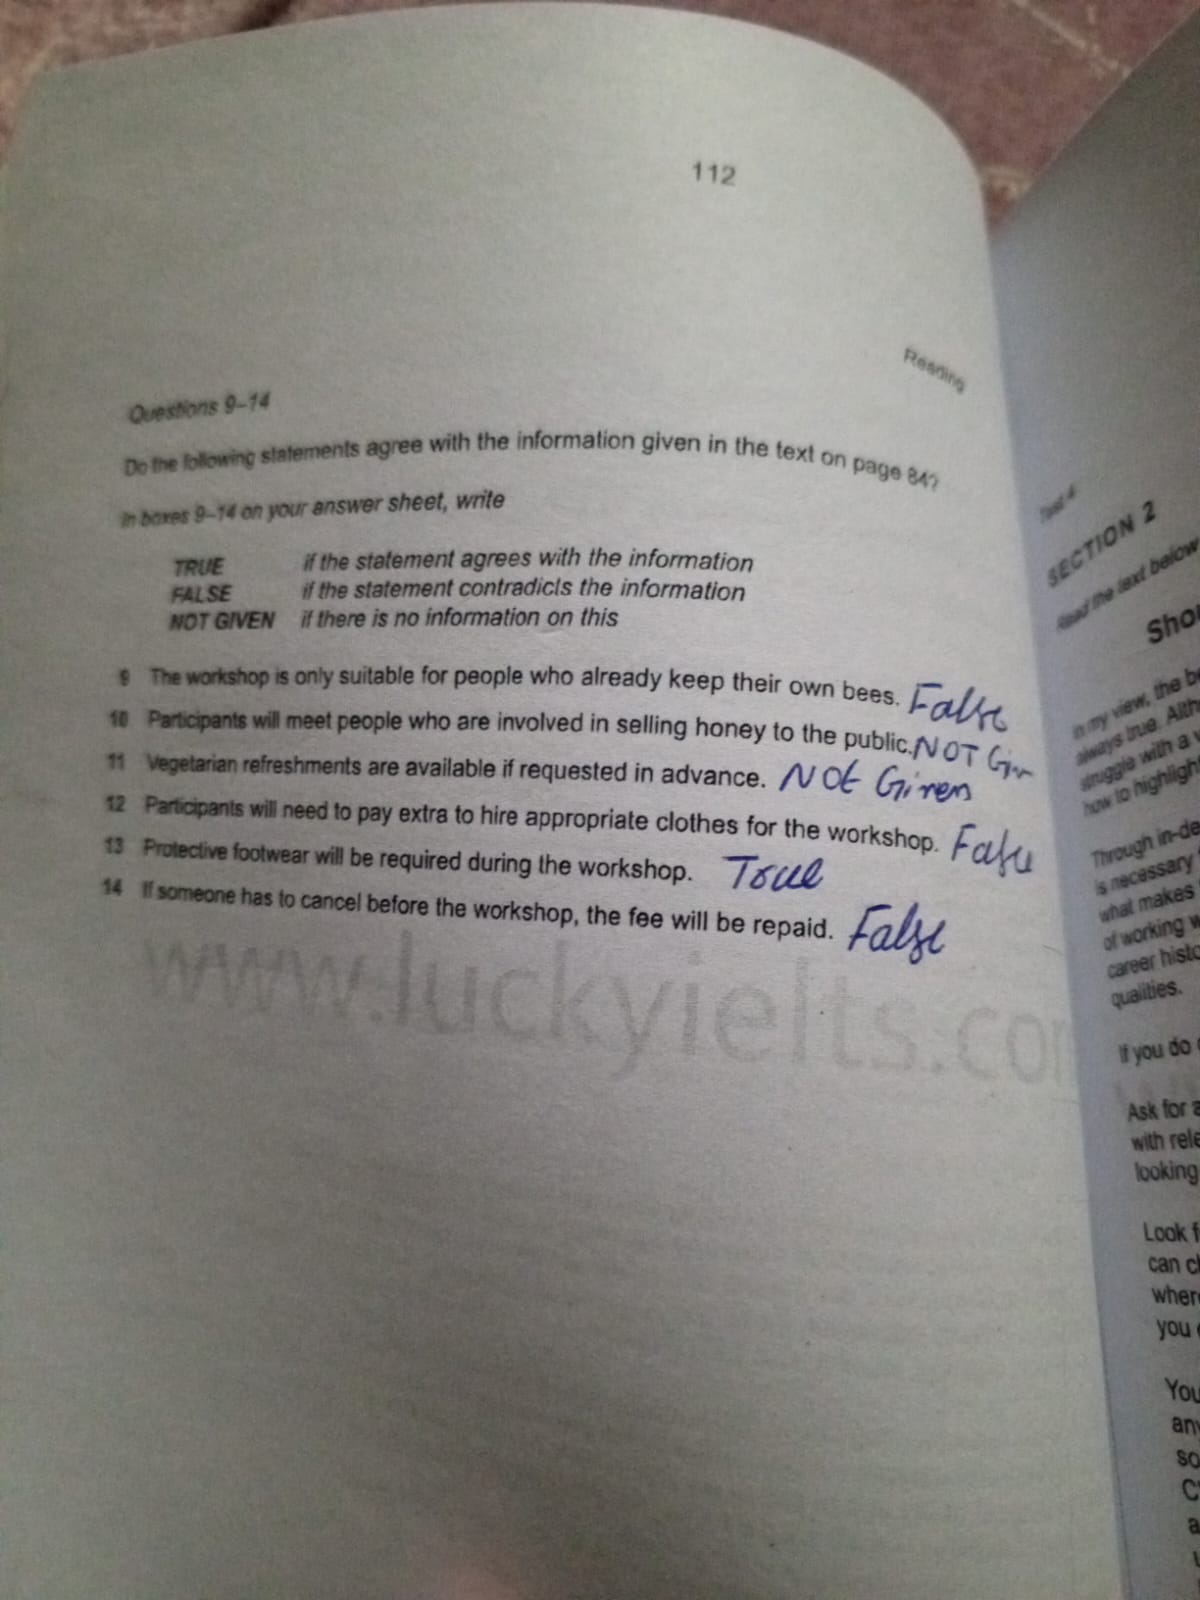 112
Reading
Questions 9–14
Do the following statements agree with the information given in the text on page 84?
In boxes 9–14 on your answer sheet, write
TRUE if the statement agrees with the information
FALSE if the statement contradicts the information
NOT GIVEN if there is no information on this
9 The workshop is only suitable for people who already keep their own bees. False
10 Participants will meet people who are involved in selling honey to the public. NOT Giv
11 Vegetarian refreshments are available if requested in advance. Not Given
12 Participants will need to pay extra to hire appropriate clothes for the workshop. False
13 Protective footwear will be required during the workshop. True
14 If someone has to cancel before the workshop, the fee will be repaid. False
www.luckyielts.com
Test 4
SECTION 2
Read the text below
Shou
In my view, the be
always true. Alth
struggle with a v
how to highlight
Through in-de
is necessary
what makes
of working w
career histo
qualities.
If you do
Ask for a
with rele
looking
Look f
can cl
where
you
You
any
so
C
a